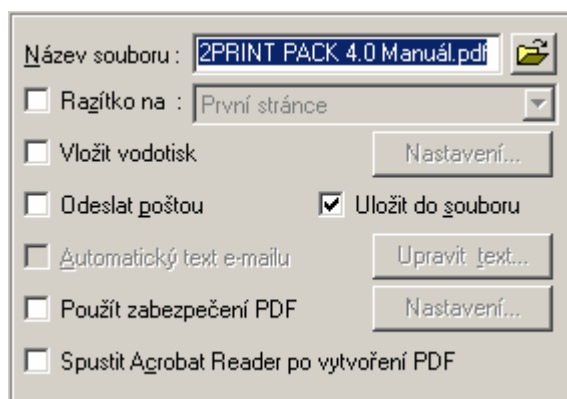 Název souboru : 2PRINT PACK 4.0 Manuál.pdf
Razítko na : První stránce
Vložit vodotisk Nastavení...
Odeslat poštou Uložit do souboru
Automatický text e-mailu Upravit text...
Použít zabezpečení PDF Nastavení...
Spustit Acrobat Reader po vytvoření PDF